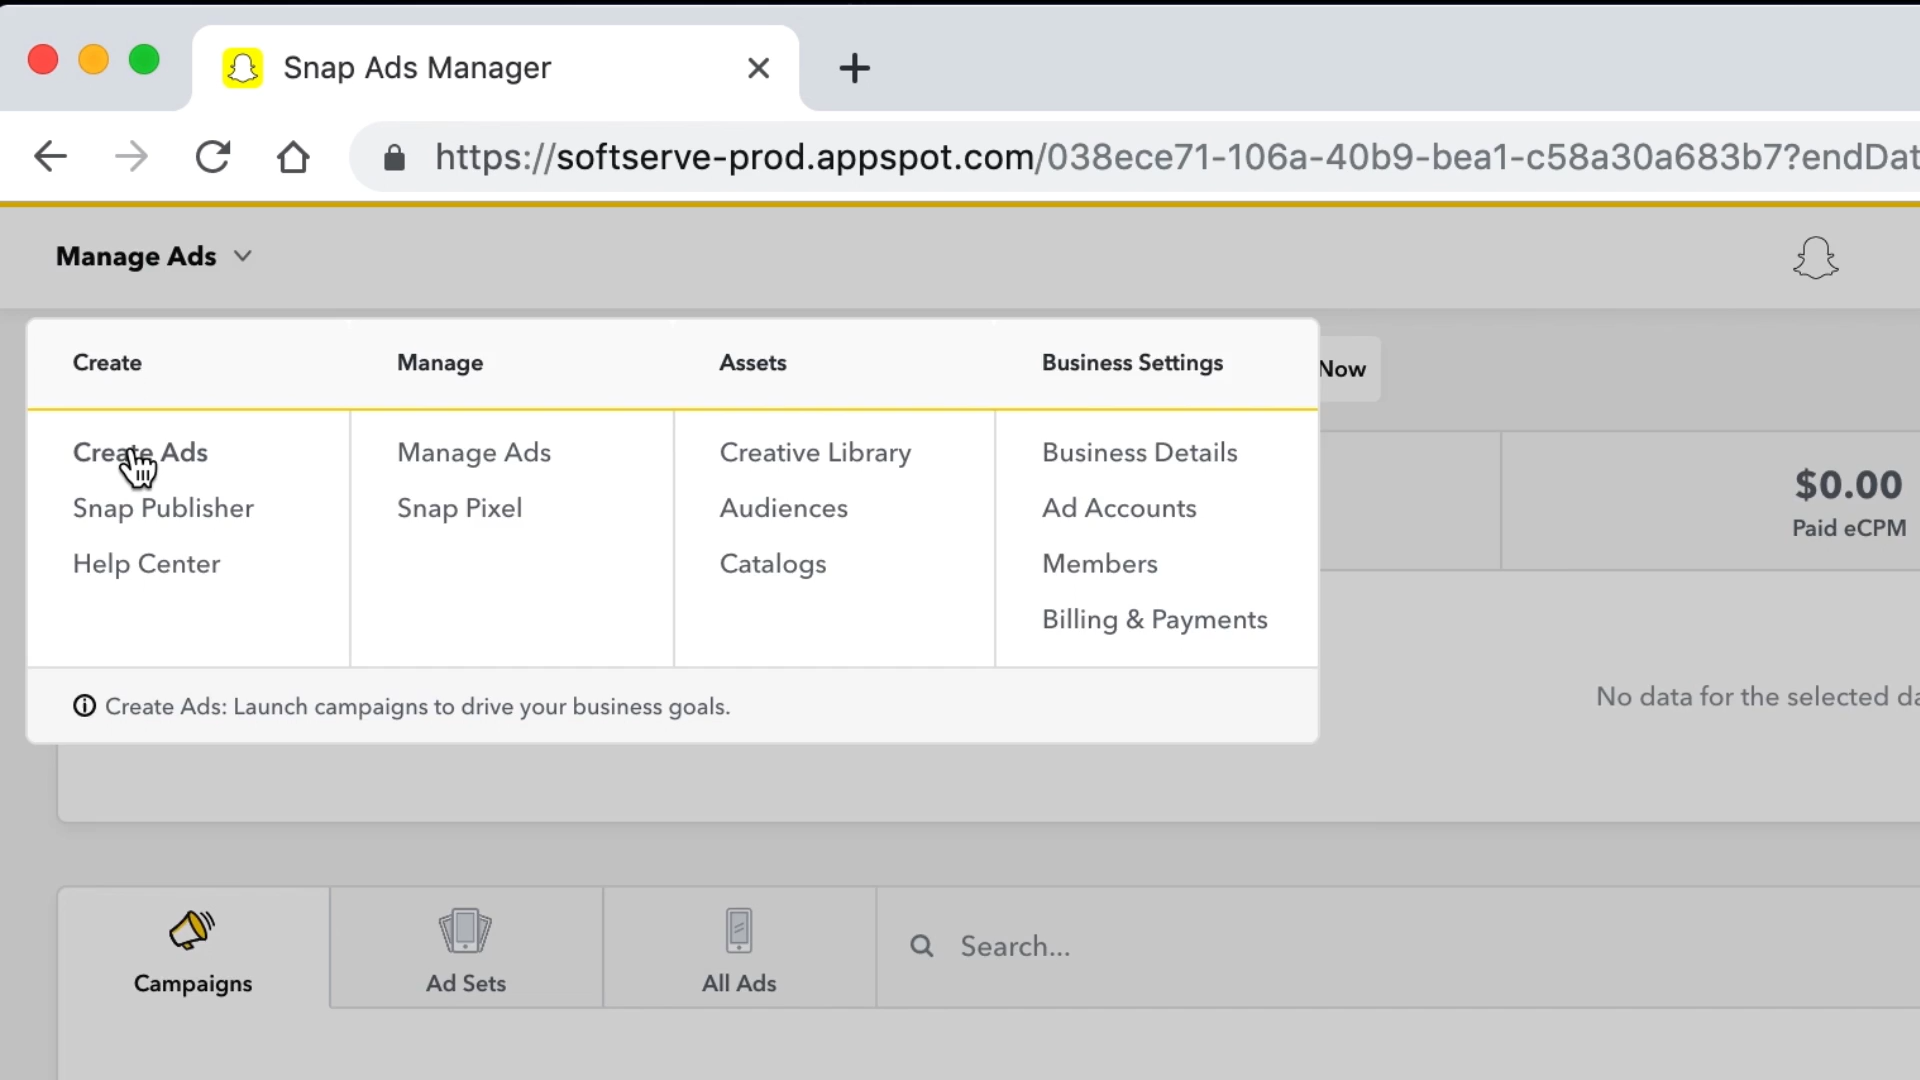 Snap Ads Manager
https://softserve-prod.appspot.com/038ece71-106a-40b9-bea1-c58a30a683b7?endDat
Manage Ads
Create Manage Assets Business Settings
Now
Create Ads Manage Ads Creative Library Business Details
Snap Publisher Snap Pixel Audiences Ad Accounts
Help Center Catalogs Members
Billing & Payments
$0.00
Paid eCPM
Create Ads: Launch campaigns to drive your business goals.
No data for the selected da
Campaigns Ad Sets All Ads Search...